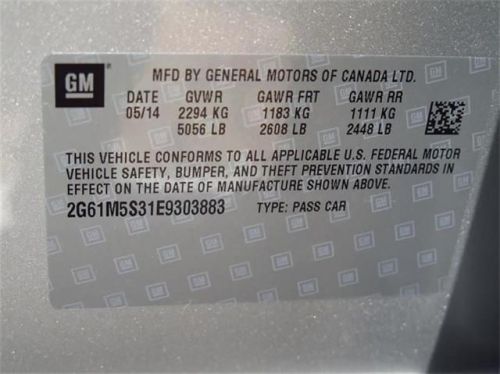 GM MFD BY GENERAL MOTORS OF CANADA LTD.
DATE GVWR GAWR FRT GAWR RR
05/14 2294 KG 1183 KG 1111 KG
5056 LB 2608 LB 2448 LB
THIS VEHICLE CONFORMS TO ALL APPLICABLE U.S. FEDERAL MOTOR
VEHICLE SAFETY, BUMPER, AND THEFT PREVENTION STANDARDS IN
EFFECT ON THE DATE OF MANUFACTURE SHOWN ABOVE.
2G61M5S31E9303883 TYPE: PASS CAR